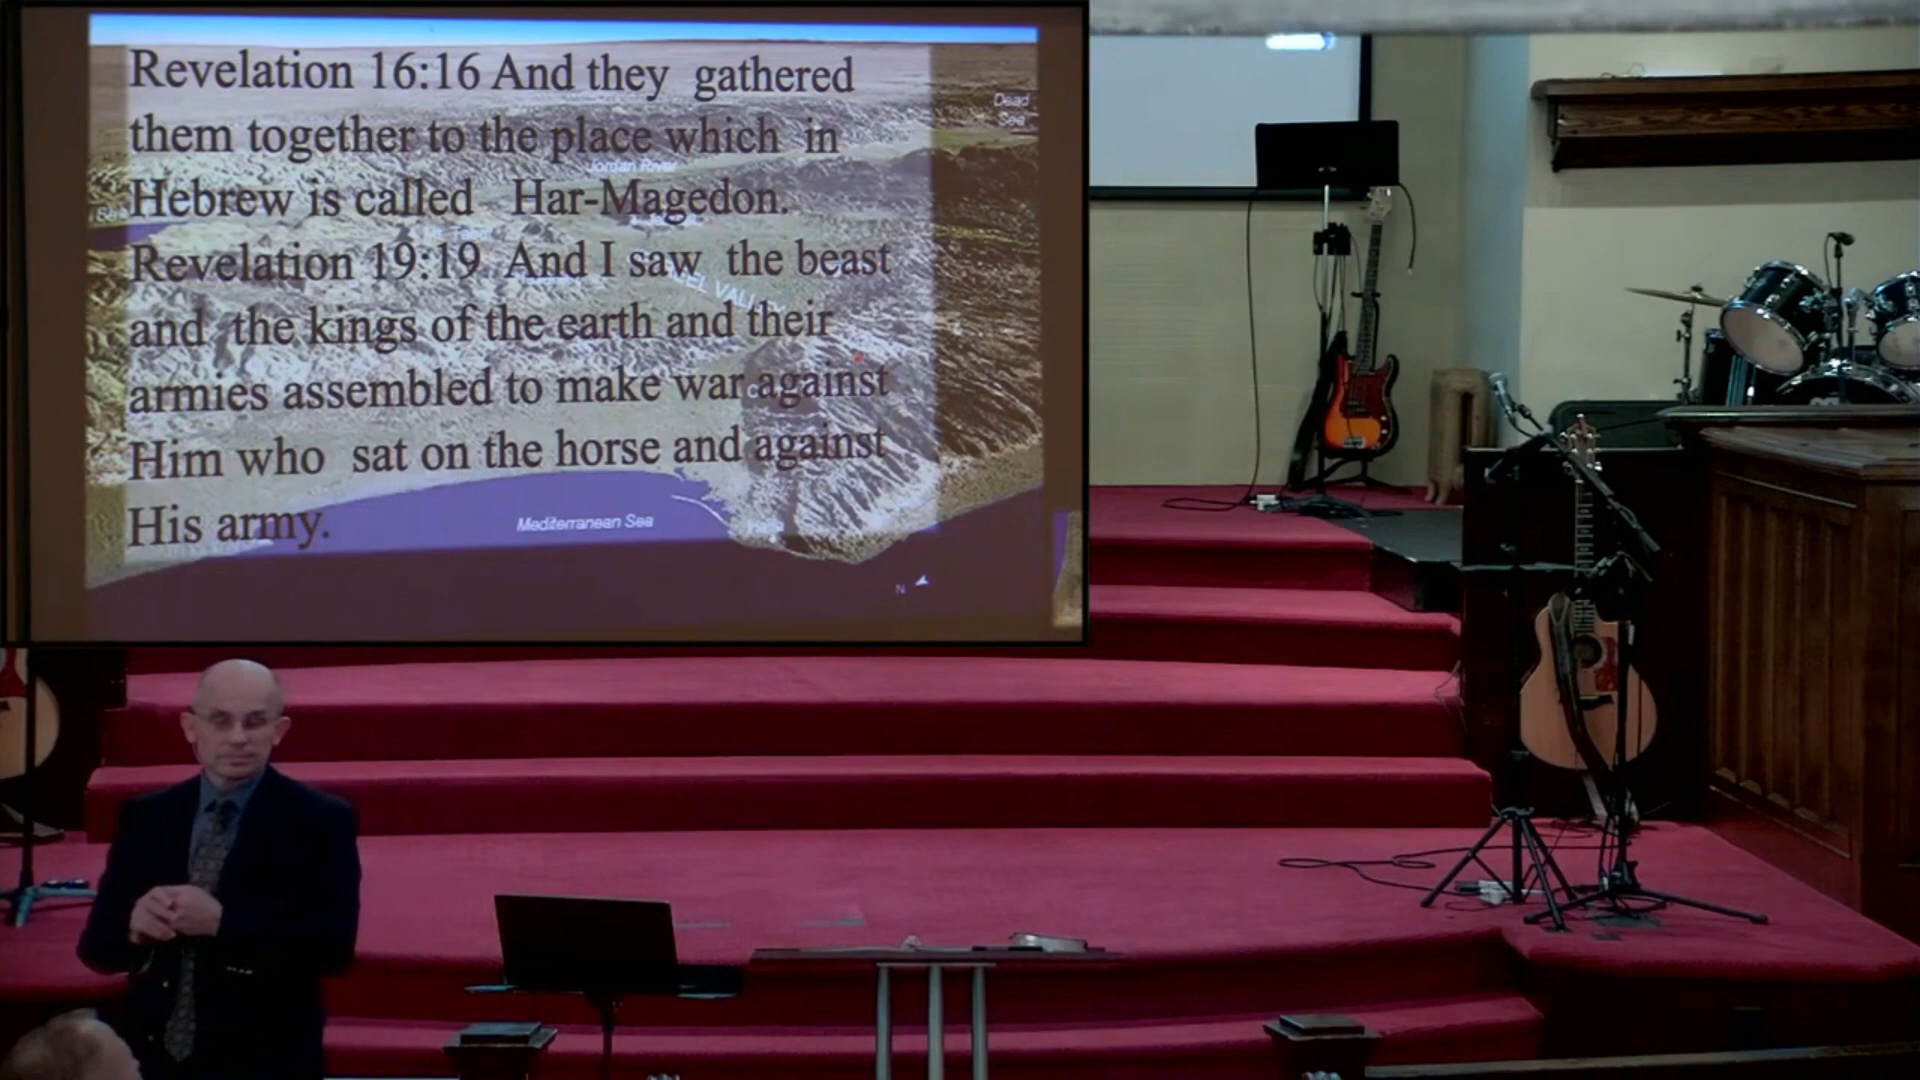 Revelation 16:16 And they gathered
them together to the place which in
Hebrew is called Har-Magedon.
Revelation 19:19 And I saw the beast
and the kings of the earth and their
armies assembled to make war against
Him who sat on the horse and against
His army.
Dead
Sea
Jordan River
Mediterranean Sea
Haifa
N